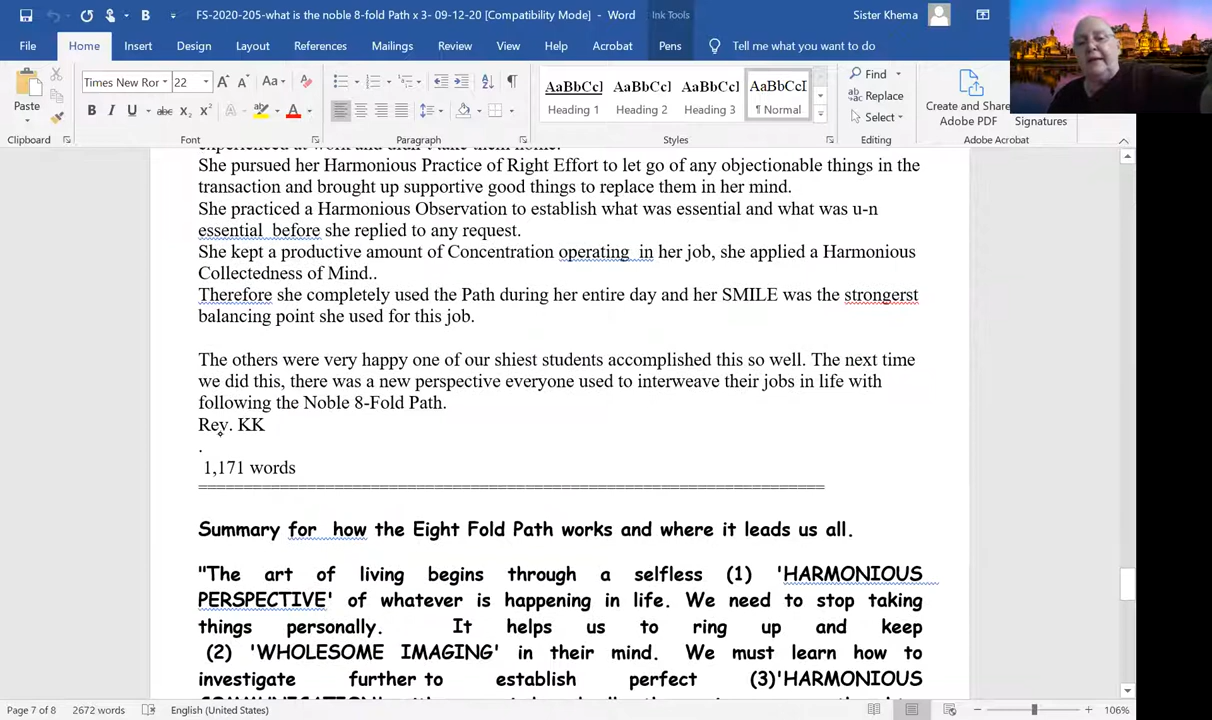 FS-2020-205-what is the noble 8-fold Path x 3- 09-12-20 [Compatibility Mode] - Word
Ink Tools
Sister Khema
File Home Insert Design Layout References Mailings Review View Help Acrobat Pens Tell me what you want to do
Paste
Times New Ror 22
AaBbCcI AaBbCcI AaBbCcI AaBbCcI
Heading 1 Heading 2 Heading 3 ¶ Normal
Find
Replace
Select
Create and Share
Adobe PDF
Signatures
Clipboard Font Paragraph Styles Editing Adobe Acrobat
experienced at work and didn't take them home.
She pursued her Harmonious Practice of Right Effort to let go of any objectionable things in the
transaction and brought up supportive good things to replace them in her mind.
She practiced a Harmonious Observation to establish what was essential and what was u-n
essential before she replied to any request.
She kept a productive amount of Concentration operating in her job, she applied a Harmonious
Collectedness of Mind..
Therefore she completely used the Path during her entire day and her SMILE was the strongerst
balancing point she used for this job.
The others were very happy one of our shiest students accomplished this so well. The next time
we did this, there was a new perspective everyone used to interweave their jobs in life with
following the Noble 8-Fold Path.
Rev. KK
.
1,171 words
Summary for how the Eight Fold Path works and where it leads us all.
"The art of living begins through a selfless (1) 'HARMONIOUS
PERSPECTIVE' of whatever is happening in life. We need to stop taking
things personally. It helps us to ring up and keep
(2) 'WHOLESOME IMAGING' in their mind. We must learn how to
investigate further to establish perfect (3)'HARMONIOUS
Page 7 of 8 2672 words English (United States) 106%